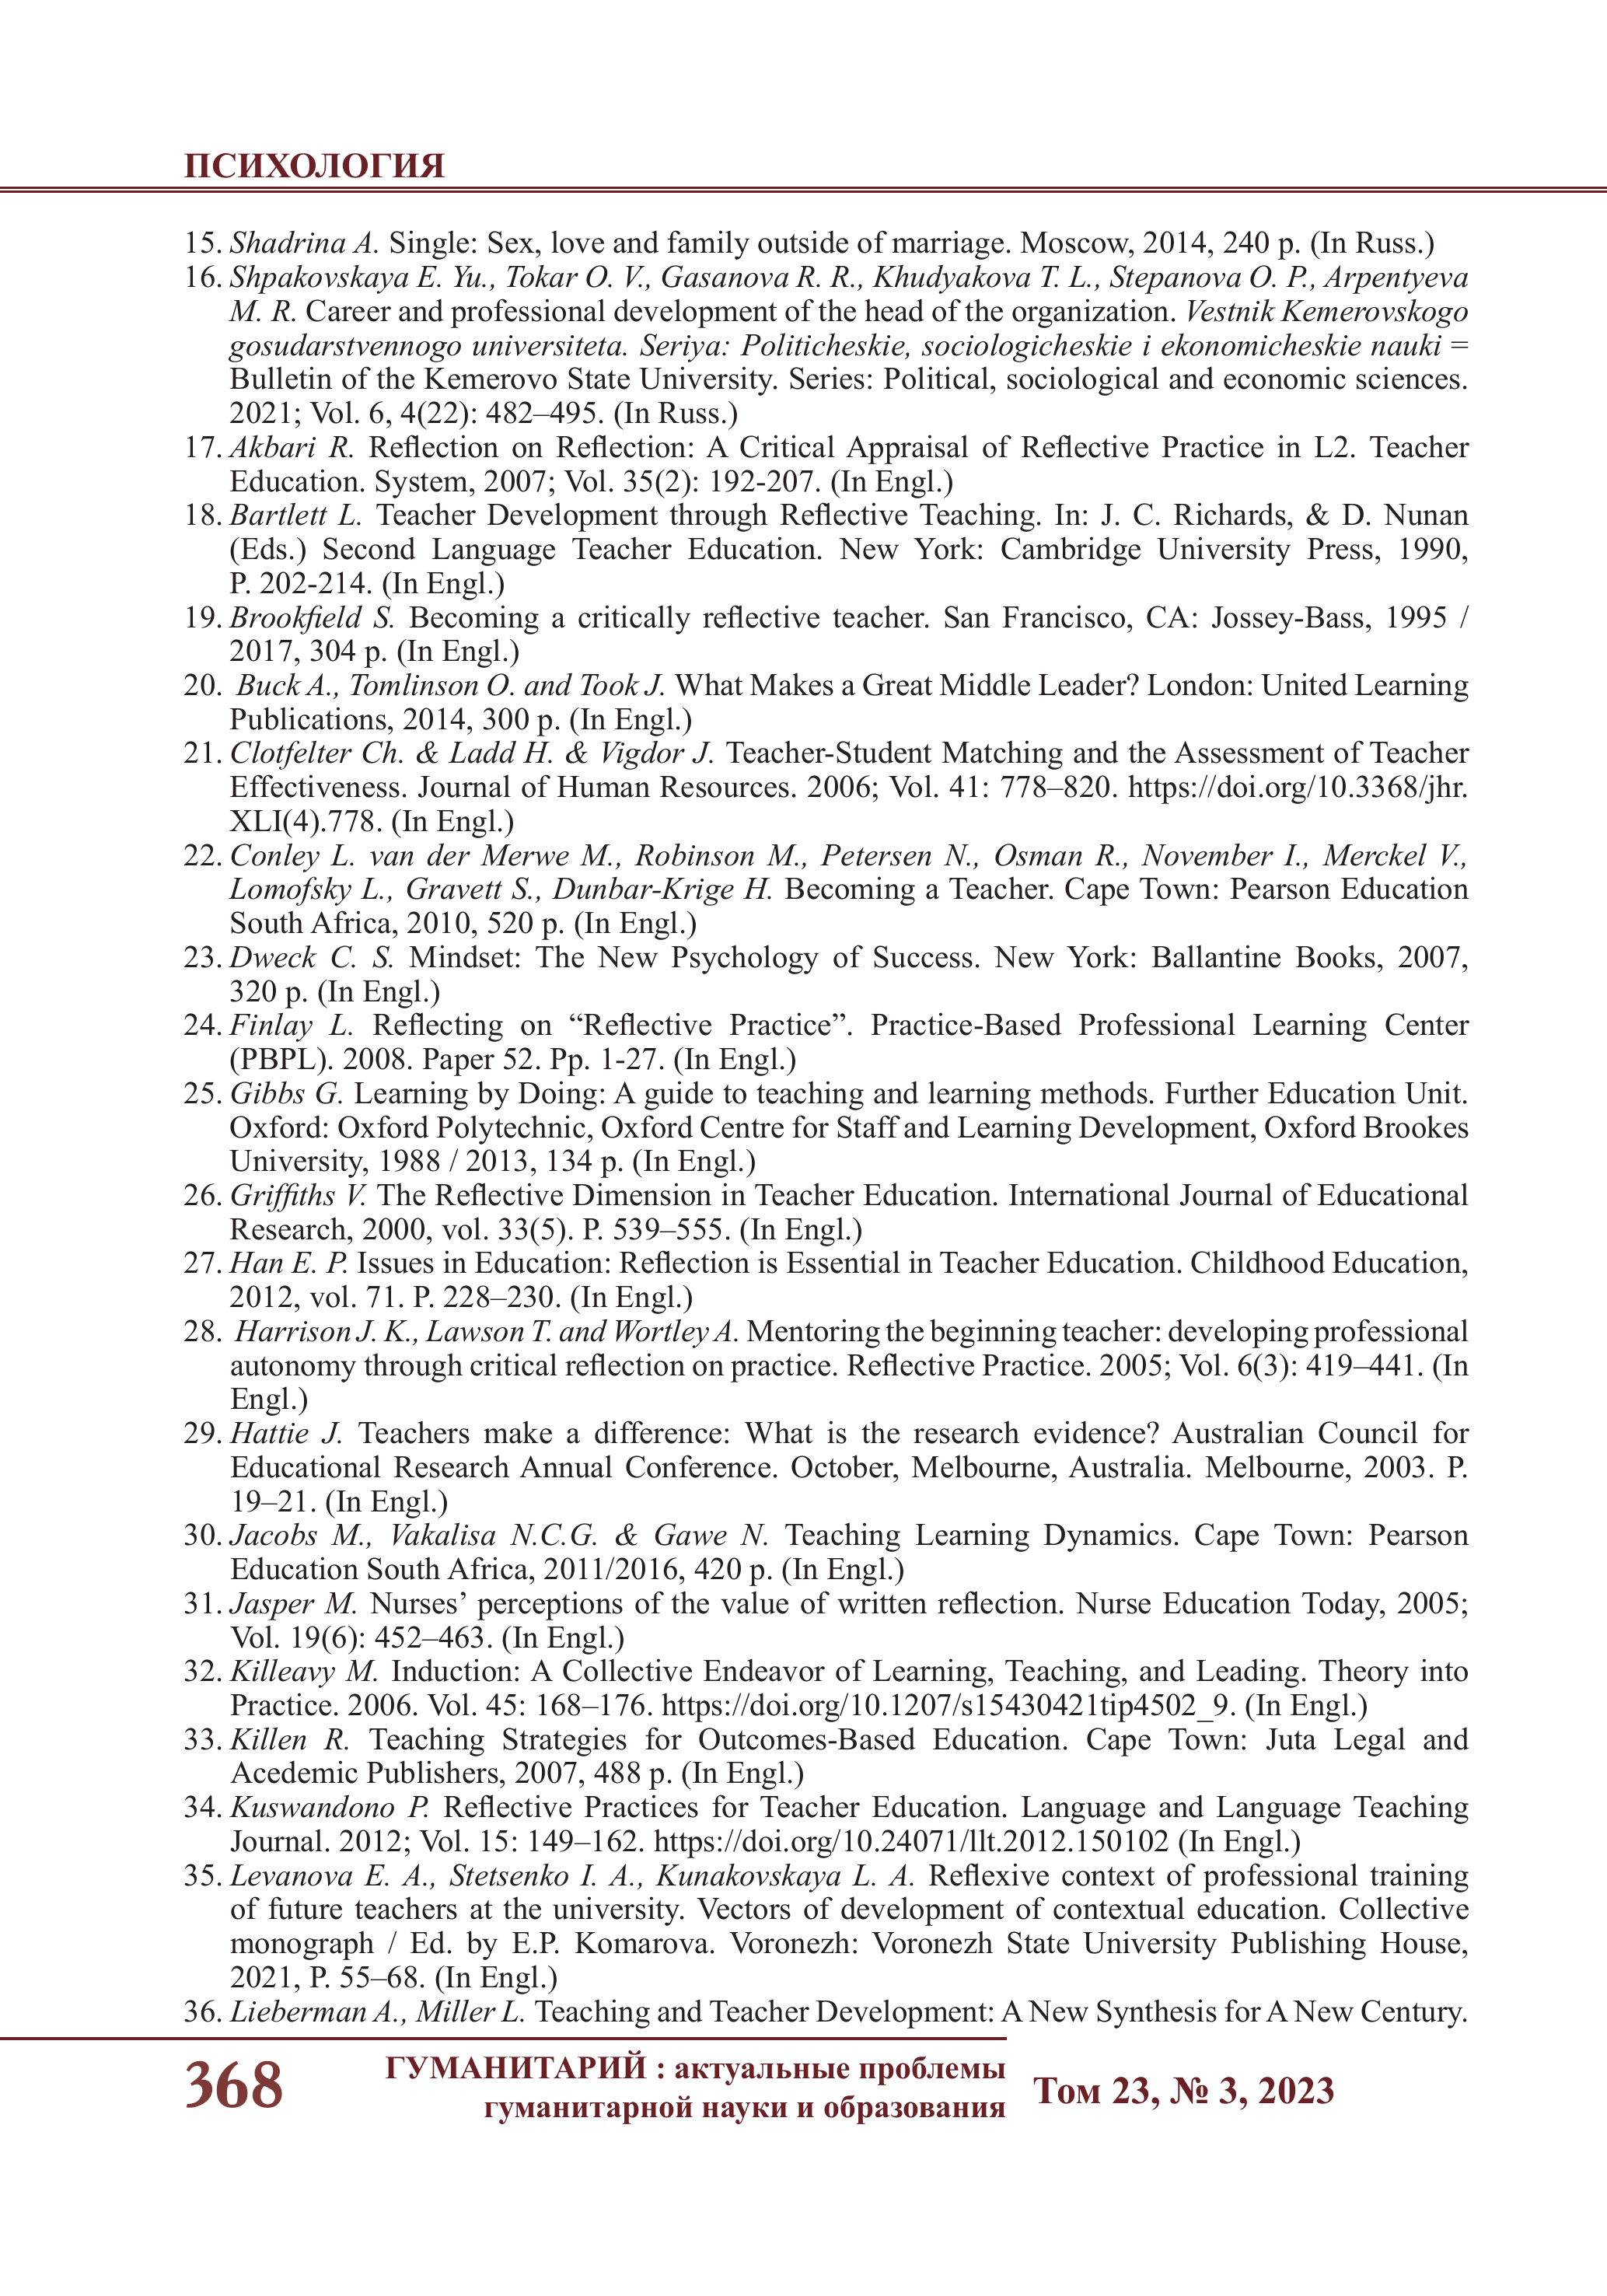 ПСИХОЛОГИЯ
15. Shadrina A. Single: Sex, love and family outside of marriage. Moscow, 2014, 240 p. (In Russ.)
16. Shpakovskaya E. Yu., Tokar O. V., Gasanova R. R., Khudyakova T. L., Stepanova O. P., Arpentyeva
M. R. Career and professional development of the head of the organization. Vestnik Kemerovskogo
gosudarstvennogo universiteta. Seriya: Politicheskie, sociologicheskie i ekonomicheskie nauki =
Bulletin of the Kemerovo State University. Series: Political, sociological and economic sciences.
2021; Vol. 6, 4(22): 482–495. (In Russ.)
17. Akbari R. Reflection on Reflection: A Critical Appraisal of Reflective Practice in L2. Teacher
Education. System, 2007; Vol. 35(2): 192-207. (In Engl.)
18. Bartlett L. Teacher Development through Reflective Teaching. In: J. C. Richards, & D. Nunan
(Eds.) Second Language Teacher Education. New York: Cambridge University Press, 1990,
P. 202-214. (In Engl.)
19. Brookfield S. Becoming a critically reflective teacher. San Francisco, CA: Jossey-Bass, 1995 /
2017, 304 p. (In Engl.)
20. Buck A., Tomlinson O. and Took J. What Makes a Great Middle Leader? London: United Learning
Publications, 2014, 300 p. (In Engl.)
21. Clotfelter Ch. & Ladd H. & Vigdor J. Teacher-Student Matching and the Assessment of Teacher
Effectiveness. Journal of Human Resources. 2006; Vol. 41: 778–820. https://doi.org/10.3368/jhr.
XLI(4).778. (In Engl.)
22. Conley L. van der Merwe M., Robinson M., Petersen N., Osman R., November I., Merckel V.,
Lomofsky L., Gravett S., Dunbar-Krige H. Becoming a Teacher. Cape Town: Pearson Education
South Africa, 2010, 520 p. (In Engl.)
23. Dweck C. S. Mindset: The New Psychology of Success. New York: Ballantine Books, 2007,
320 p. (In Engl.)
24. Finlay L. Reflecting on “Reflective Practice”. Practice-Based Professional Learning Center
(PBPL). 2008. Paper 52. Pp. 1-27. (In Engl.)
25. Gibbs G. Learning by Doing: A guide to teaching and learning methods. Further Education Unit.
Oxford: Oxford Polytechnic, Oxford Centre for Staff and Learning Development, Oxford Brookes
University, 1988 / 2013, 134 p. (In Engl.)
26. Griffiths V. The Reflective Dimension in Teacher Education. International Journal of Educational
Research, 2000, vol. 33(5). P. 539–555. (In Engl.)
27. Han E. P. Issues in Education: Reflection is Essential in Teacher Education. Childhood Education,
2012, vol. 71. P. 228–230. (In Engl.)
28. Harrison J. K., Lawson T. and Wortley A. Mentoring the beginning teacher: developing professional
autonomy through critical reflection on practice. Reflective Practice. 2005; Vol. 6(3): 419–441. (In
Engl.)
29. Hattie J. Teachers make a difference: What is the research evidence? Australian Council for
Educational Research Annual Conference. October, Melbourne, Australia. Melbourne, 2003. P.
19–21. (In Engl.)
30. Jacobs M., Vakalisa N.C.G. & Gawe N. Teaching Learning Dynamics. Cape Town: Pearson
Education South Africa, 2011/2016, 420 p. (In Engl.)
31. Jasper M. Nurses’ perceptions of the value of written reflection. Nurse Education Today, 2005;
Vol. 19(6): 452–463. (In Engl.)
32. Killeavy M. Induction: A Collective Endeavor of Learning, Teaching, and Leading. Theory into
Practice. 2006. Vol. 45: 168–176. https://doi.org/10.1207/s15430421tip4502_9. (In Engl.)
33. Killen R. Teaching Strategies for Outcomes-Based Education. Cape Town: Juta Legal and
Acedemic Publishers, 2007, 488 p. (In Engl.)
34. Kuswandono P. Reflective Practices for Teacher Education. Language and Language Teaching
Journal. 2012; Vol. 15: 149–162. https://doi.org/10.24071/llt.2012.150102 (In Engl.)
35. Levanova E. A., Stetsenko I. A., Kunakovskaya L. A. Reflexive context of professional training
of future teachers at the university. Vectors of development of contextual education. Collective
monograph / Ed. by E.P. Komarova. Voronezh: Voronezh State University Publishing House,
2021, P. 55–68. (In Engl.)
36. Lieberman A., Miller L. Teaching and Teacher Development: A New Synthesis for A New Century.
368
ГУМАНИТАРИЙ : актуальные проблемы
гуманитарной науки и образования
Том 23, № 3, 2023